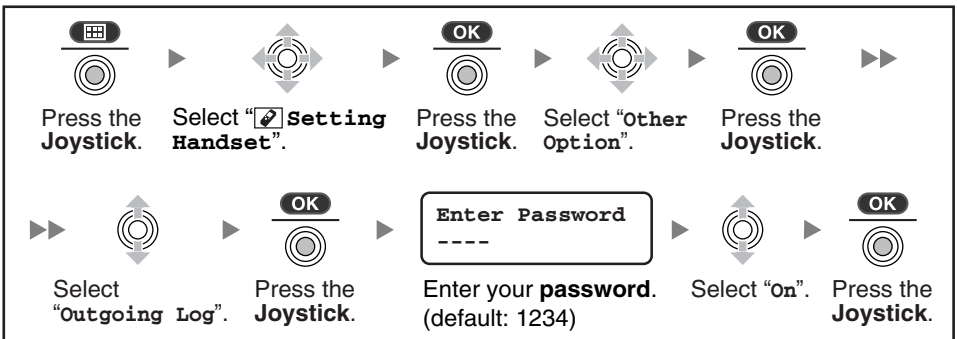 OK
OK
Press the
Joystick.
Select “Setting
Handset”.
Press the
Joystick.
Select “Other
Option”.
Press the
Joystick.
OK
Enter Password
----
OK
Select
“Outgoing Log”.
Press the
Joystick.
Enter your password.
(default: 1234)
Select “On”.
Press the
Joystick.